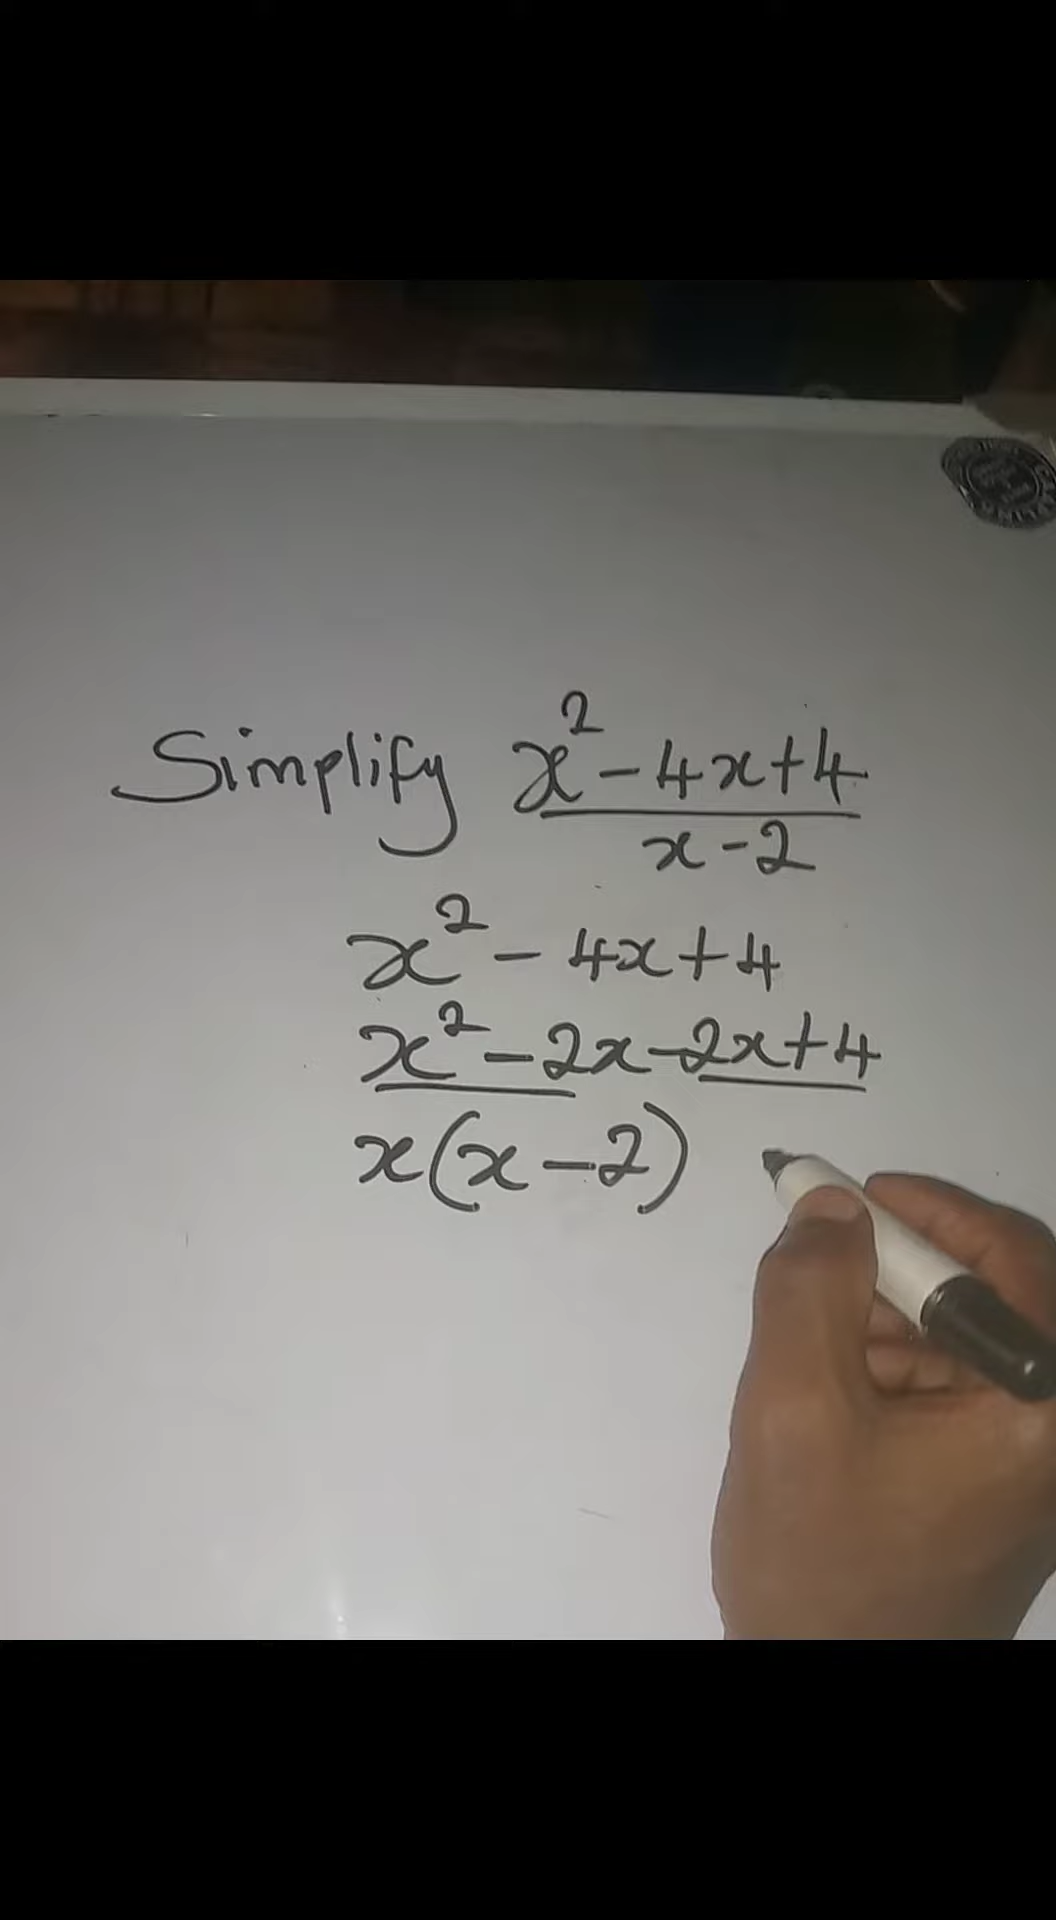 Simplify x² - 4x + 4
x - 2
x² - 4x + 4
x² - 2x - 2x + 4
x(x - 2)